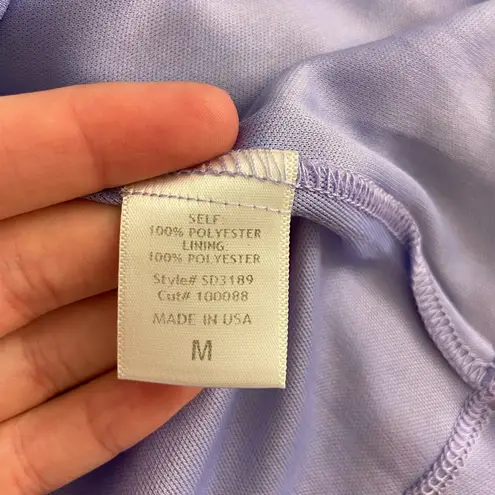 SELF:
100% POLYESTER
LINING:
100% POLYESTER
Style# SD3189
Cut# 100088
MADE IN USA
M